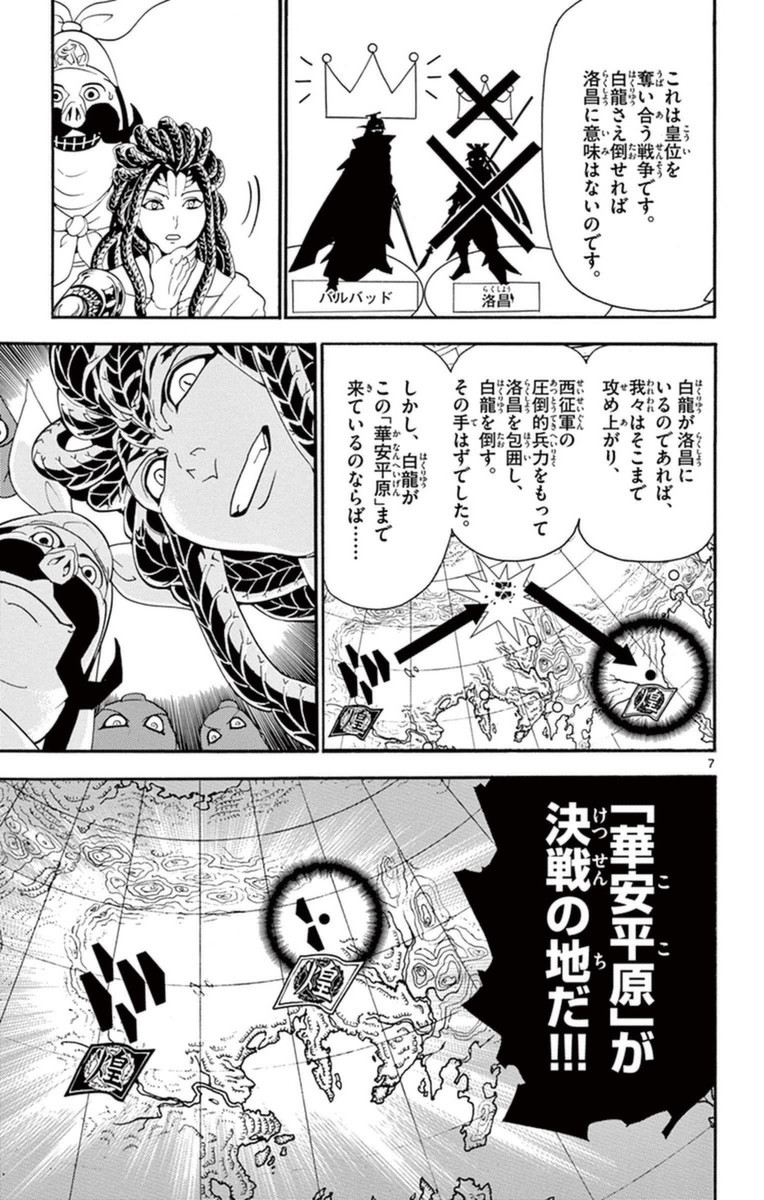 これは皇位を
奪い合う戦争です。
白龍さえ倒せれば
洛昌に意味はないのです。
洛昌
バルバッド
白龍が洛昌に
いるのであれば、
我々はそこまで
攻め上がり、
西征軍の
圧倒的兵力をもって
洛昌を包囲し、
白龍を倒す。
その手はずでした。
しかし、白龍が
この「華安平原」まで
来ているのならば……
煌
煌
7
「華安平原」が
決戦の地だ!!!
煌
煌